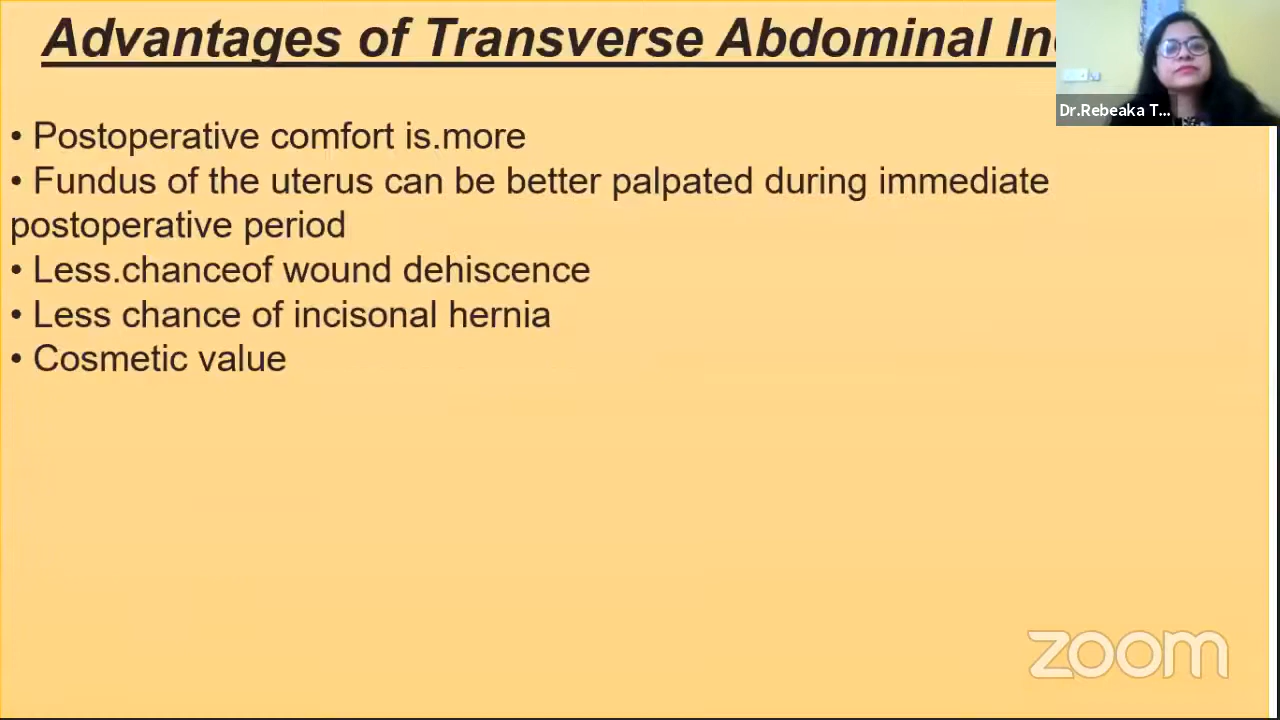 Advantages of Transverse Abdominal
Dr.Rebeaka T...
• Postoperative comfort is.more
• Fundus of the uterus can be better palpated during immediate
postoperative period
• Less.chanceof wound dehiscence
• Less chance of incisonal hernia
• Cosmetic value
zoom